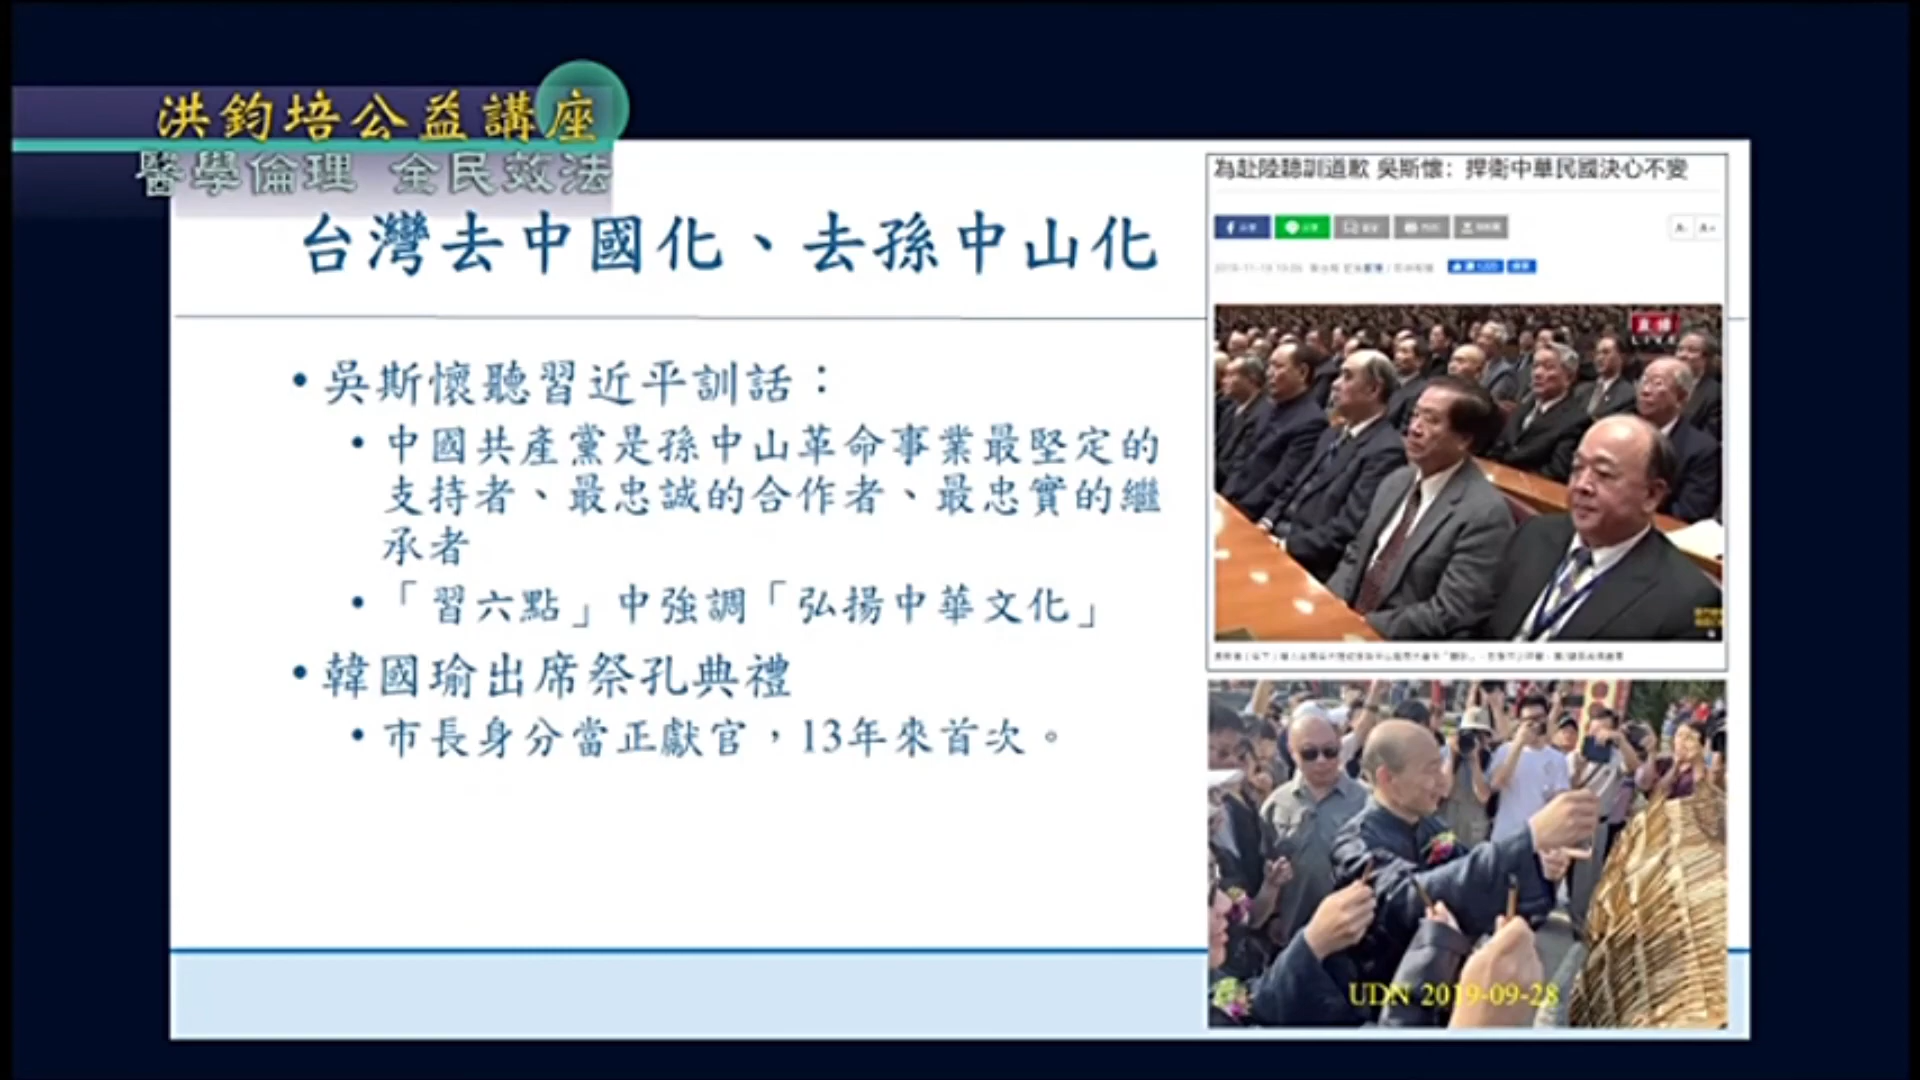 洪鈞培公益講座
醫學倫理 全民效法
台灣去中國化、去孫中山化
• 吳斯懷聽習近平訓話：
• 中國共產黨是孫中山革命事業最堅定的
支持者、最忠誠的合作者、最忠實的繼
承者
• 「習六點」中強調「弘揚中華文化」
• 韓國瑜出席祭孔典禮
• 市長身分當正獻官，13年來首次。
為赴陸聽訓道歉 吳斯懷：捍衛中華民國決心不變
直播
LIVE
UDN 2019-09-28